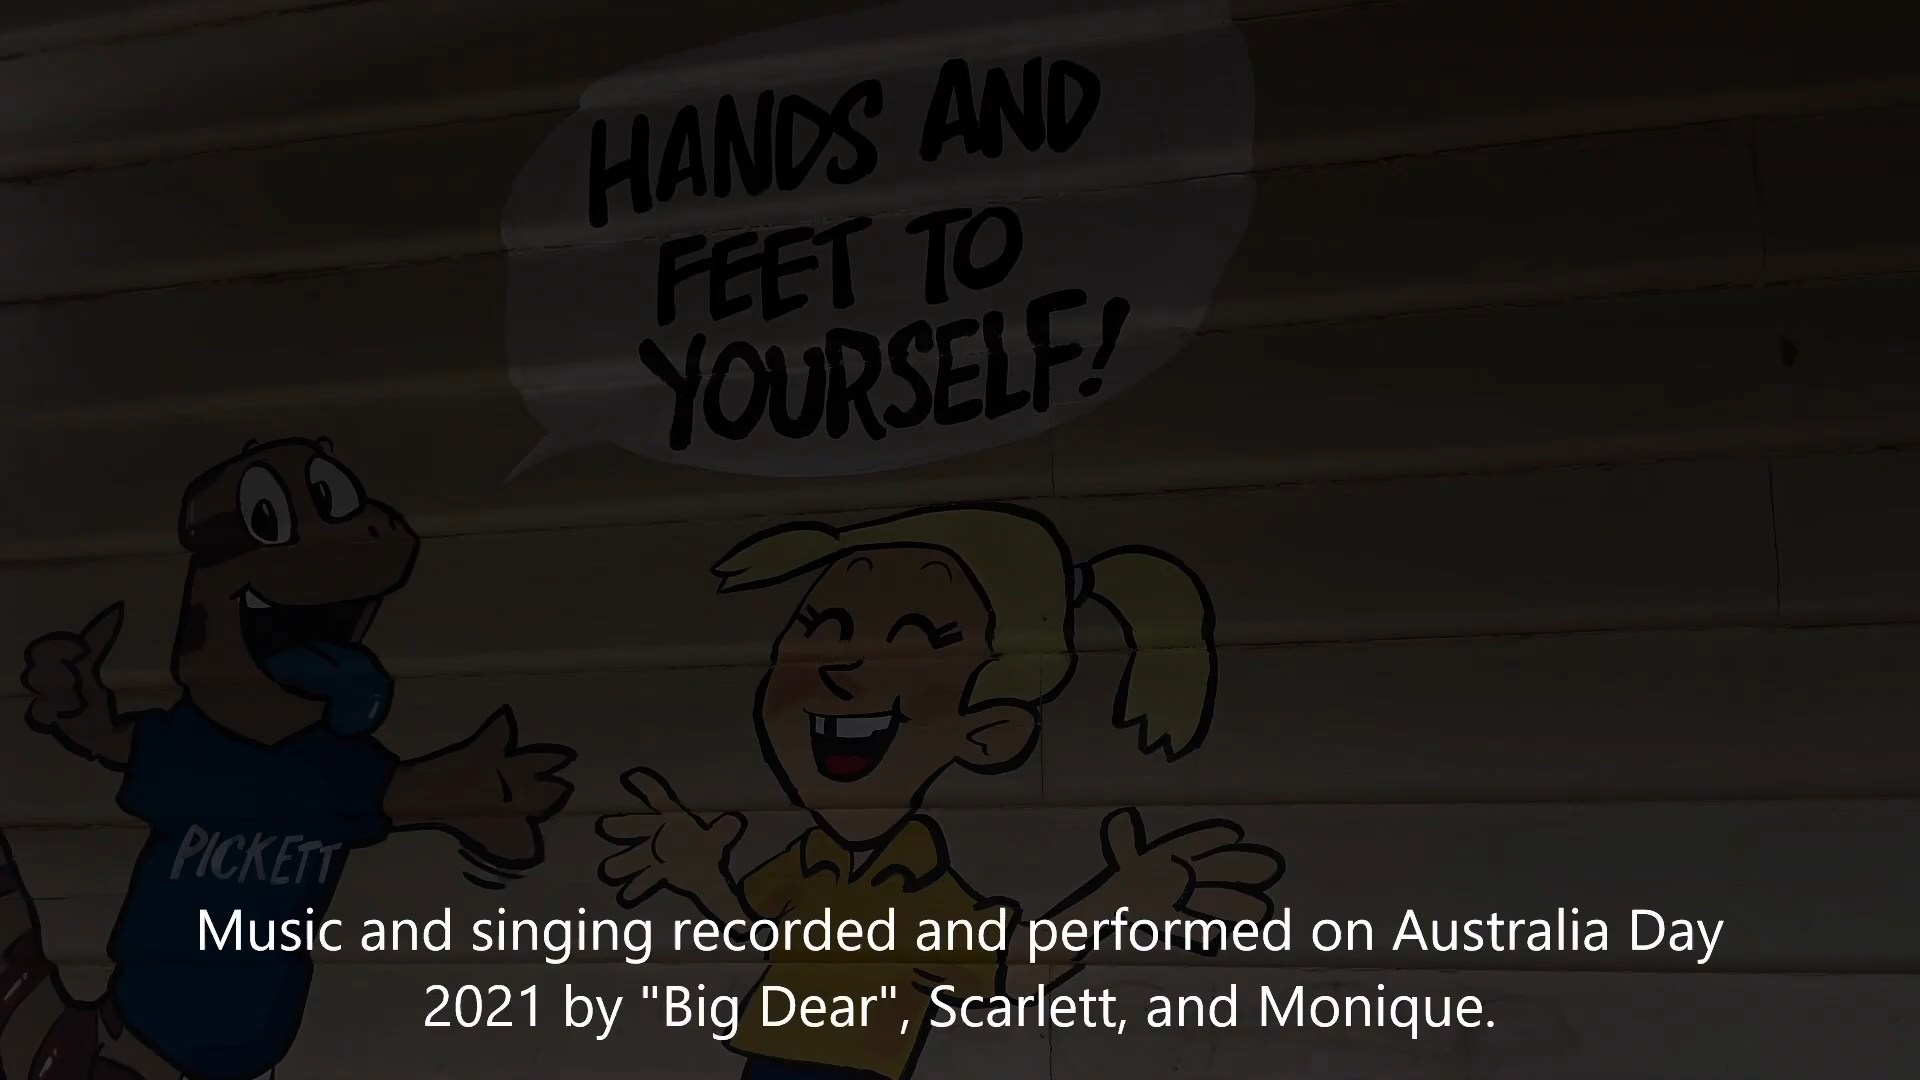 HANDS AND
FEET TO
YOURSELF!
PICKETT
Music and singing recorded and performed on Australia Day
2021 by "Big Dear", Scarlett, and Monique.